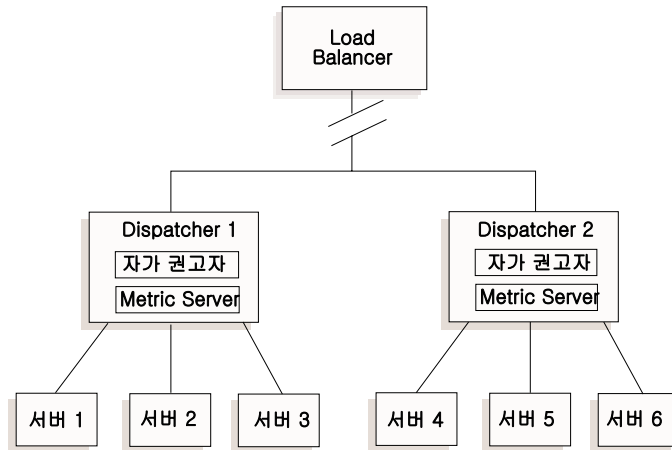 Load
Balancer
Dispatcher 1
자가 권고자
Metric Server
Dispatcher 2
자가 권고자
Metric Server
서버 1
서버 2
서버 3
서버 4
서버 5
서버 6